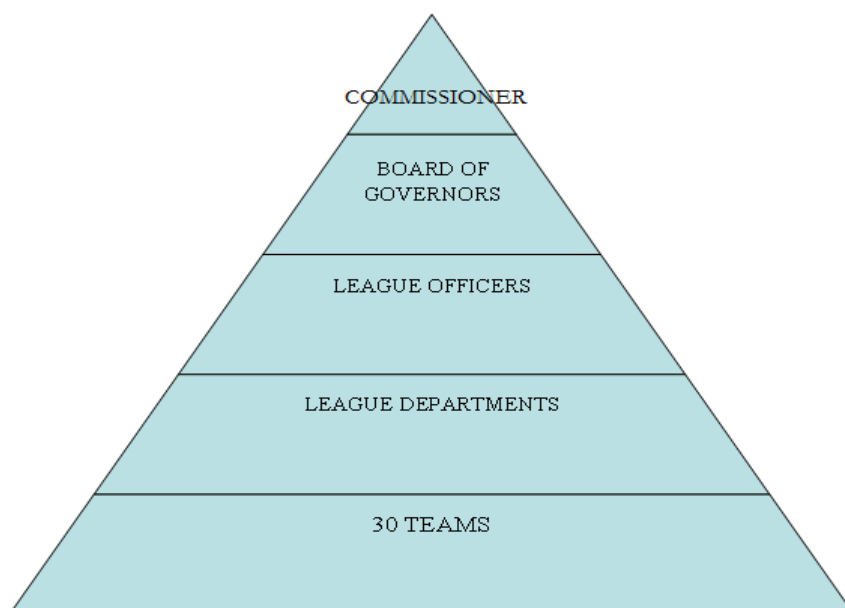 COMMISSIONER
BOARD OF
GOVERNORS
LEAGUE OFFICERS
LEAGUE DEPARTMENTS
30 TEAMS